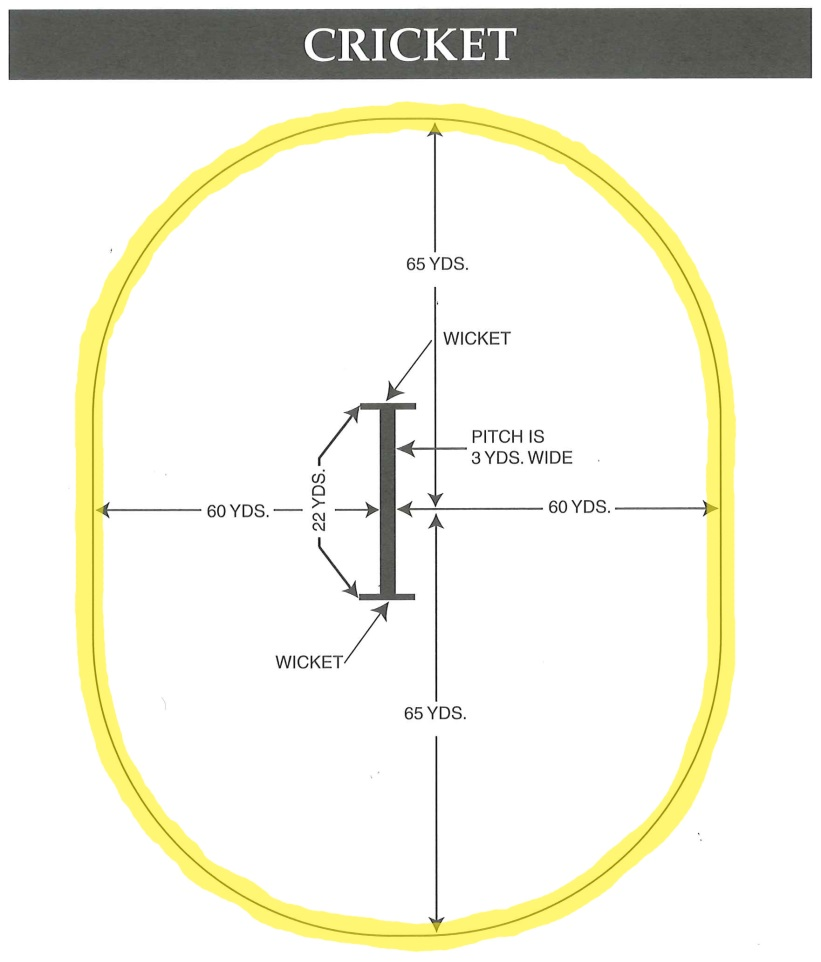 CRICKET
65 YDS.
WICKET
PITCH IS
3 YDS. WIDE
60 YDS.
22 YDS.
60 YDS.
WICKET
65 YDS.